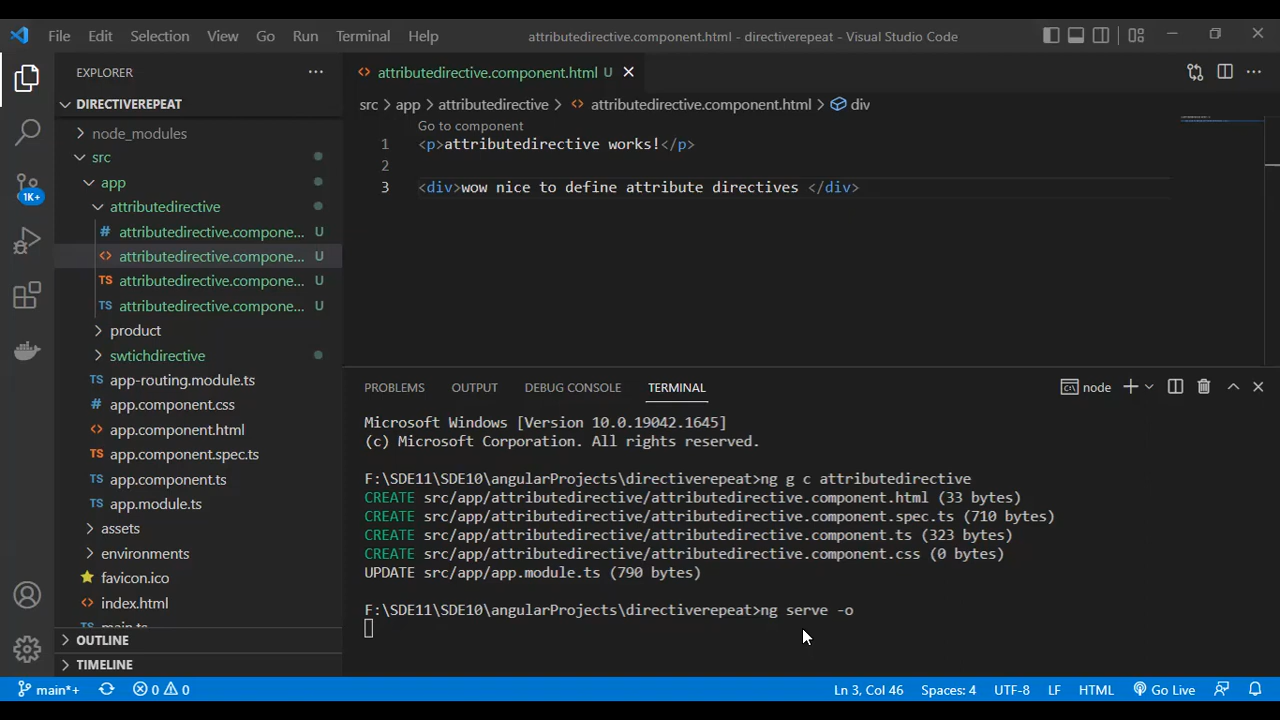 File Edit Selection View Go Run Terminal Help attributedirective.component.html - directiverepeat - Visual Studio Code
EXPLORER
DIRECTIVEREPEAT
node_modules
src
app
attributedirective
# attributedirective.compone... U
<> attributedirective.compone... U
TS attributedirective.compone... U
TS attributedirective.compone... U
product
swtichdirective
TS app-routing.module.ts
# app.component.css
<> app.component.html
TS app.component.spec.ts
TS app.component.ts
TS app.module.ts
assets
environments
favicon.ico
index.html
main.ts
OUTLINE
TIMELINE
1K+
<> attributedirective.component.html U
src > app > attributedirective > <> attributedirective.component.html > div
Go to component
1 <p>attributedirective works!</p>
2
3 <div>wow nice to define attribute directives </div>
PROBLEMS OUTPUT DEBUG CONSOLE TERMINAL node
Microsoft Windows [Version 10.0.19042.1645]
(c) Microsoft Corporation. All rights reserved.
F:\SDE11\SDE10\angularProjects\directiverepeat>ng g c attributedirective
CREATE src/app/attributedirective/attributedirective.component.html (33 bytes)
CREATE src/app/attributedirective/attributedirective.component.spec.ts (710 bytes)
CREATE src/app/attributedirective/attributedirective.component.ts (323 bytes)
CREATE src/app/attributedirective/attributedirective.component.css (0 bytes)
UPDATE src/app/app.module.ts (790 bytes)
F:\SDE11\SDE10\angularProjects\directiverepeat>ng serve -o
main*+ 0 0 Ln 3, Col 46 Spaces: 4 UTF-8 LF HTML Go Live